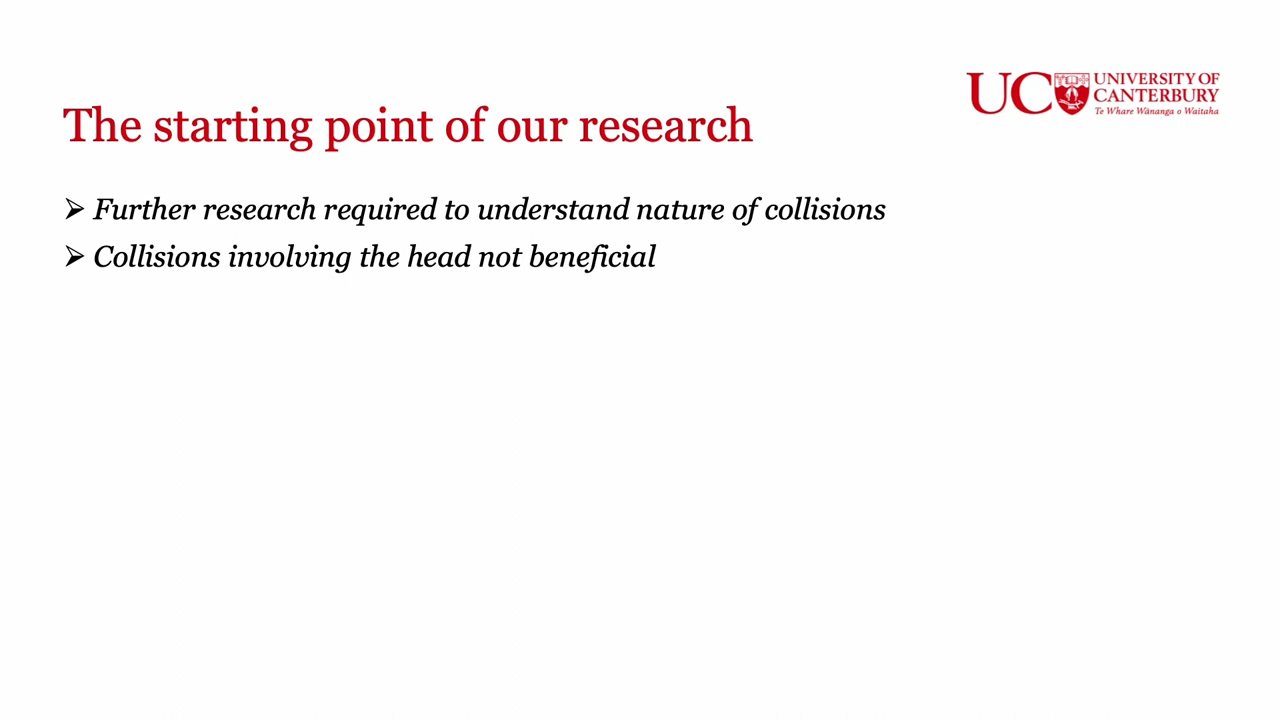 UC UNIVERSITY OF
CANTERBURY
Te Whare Wānanga o Waitaha
The starting point of our research
➢ Further research required to understand nature of collisions
➢ Collisions involving the head not beneficial